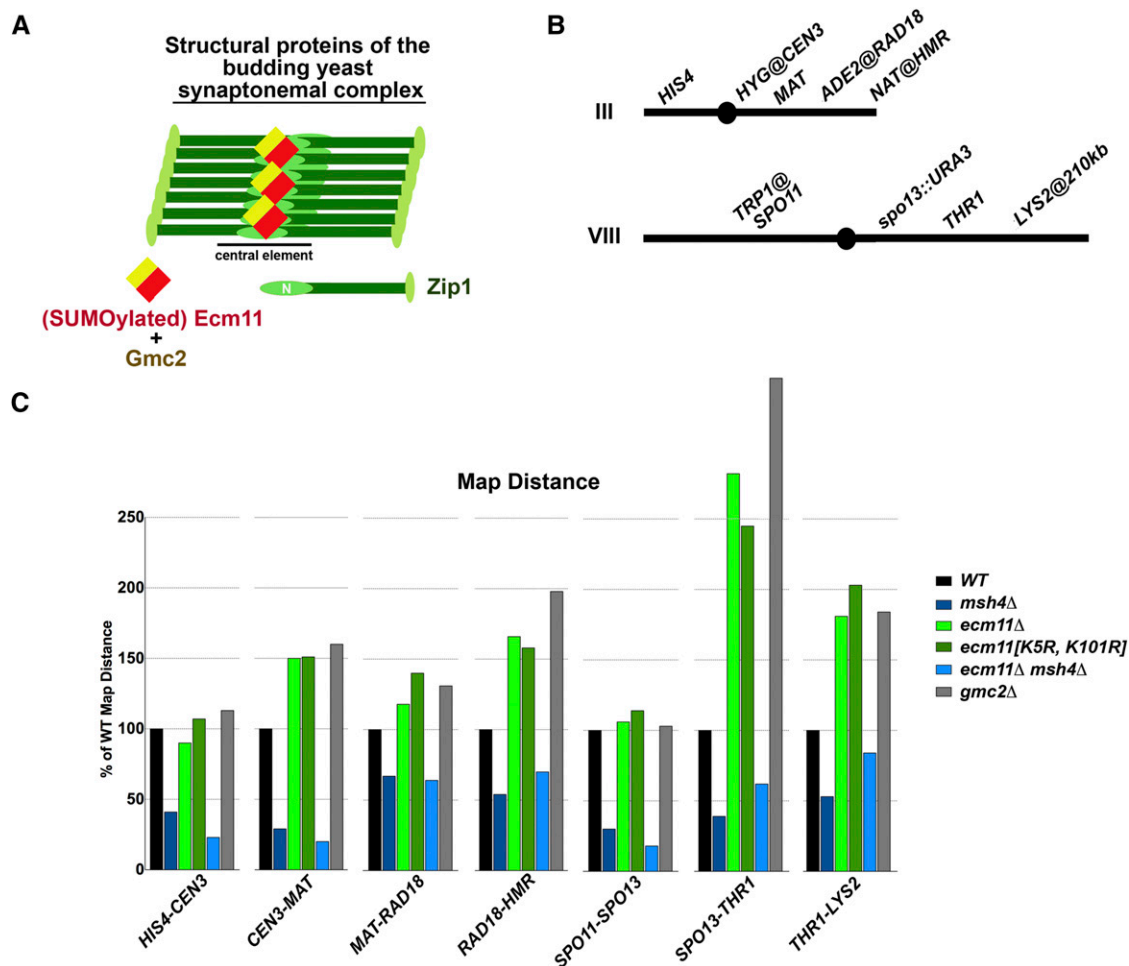 A
Structural proteins of the
budding yeast
synaptonemal complex
central element
N
Zip1
(SUMOylated) Ecm11
+
Gmc2
B
III
HIS4
HYG@CEN3
MAT
ADE2@RAD18
NAT@HMR
VIII
TRP1@
SPO11
spo13::URA3
THR1
LYS2@210kb
C
Map Distance
% of WT Map Distance
250
200
150
100
50
0
HIS4-CEN3
CEN3-MAT
MAT-RAD18
RAD18-HMR
SPO11-SPO13
SPO13-THR1
THR1-LYS2
WT
msh4Δ
ecm11Δ
ecm11[K5R, K101R]
ecm11Δ msh4Δ
gmc2Δ